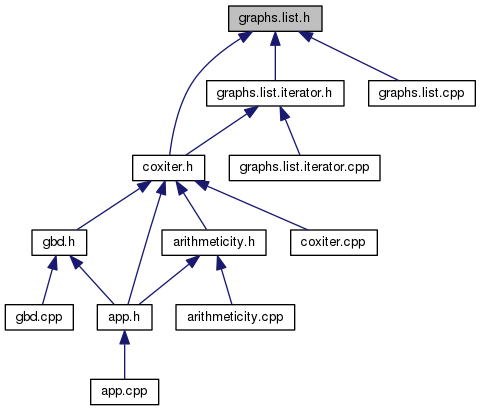 graphs.list.h
graphs.list.iterator.h
graphs.list.cpp
coxiter.h
graphs.list.iterator.cpp
gbd.h
arithmeticity.h
coxiter.cpp
gbd.cpp
app.h
arithmeticity.cpp
app.cpp